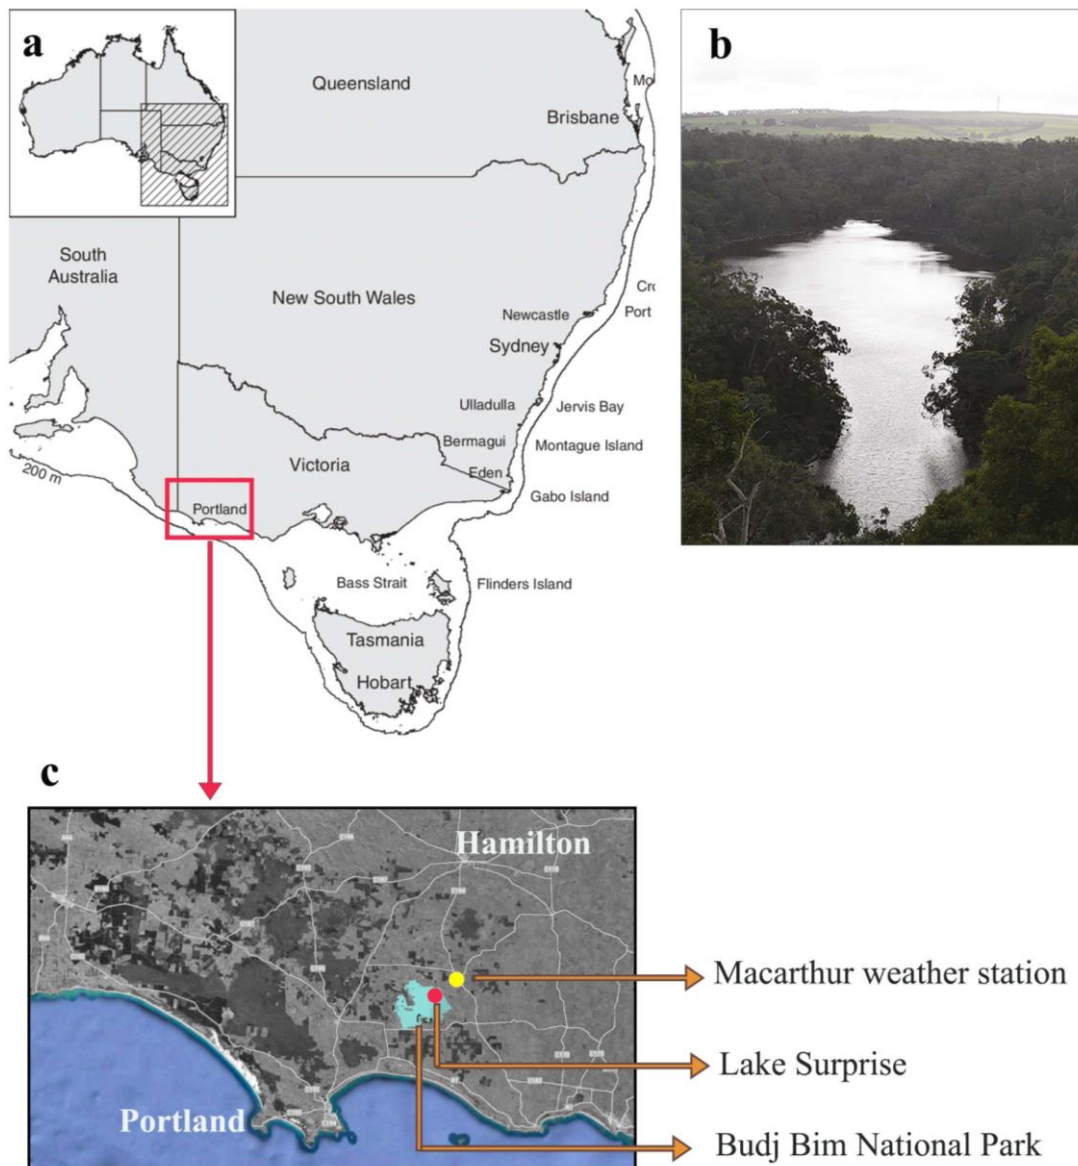 a
b
Queensland
Mo
Brisbane
South
Australia
New South Wales
Cro
Newcastle
Port
Sydney
Ulladulla
Jervis Bay
Bermagui
Montague Island
Victoria
Eden
200 m
Gabo Island
Portland
Bass Strait
Flinders Island
Tasmania
Hobart
c
Hamilton
Macarthur weather station
Lake Surprise
Portland
Budj Bim National Park